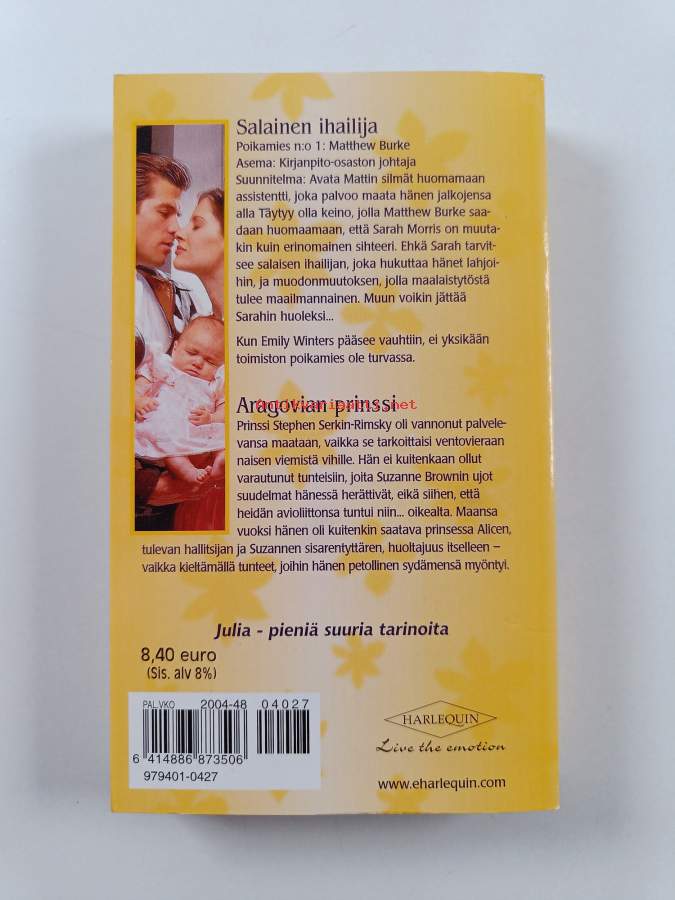 Salainen ihailija
Poikamies n:o 1: Matthew Burke
Asema: Kirjanpito-osaston johtaja
Suunnitelma: Avata Mattin silmät huomamaan
assistentti, joka palvoo maata hänen jalkojensa
alla Täytyy olla keino, jolla Matthew Burke saa-
daan huomaamaan, että Sarah Morris on muuta-
kin kuin erinomainen sihteeri. Ehkä Sarah tarvit-
see salaisen ihailijan, joka hukuttaa hänet lahjoi-
hin, ja muodonmuutoksen, jolla maalaistytöstä
tulee maailmannainen. Muun voikin jättää
Sarahin huoleksi...
Kun Emily Winters pääsee vauhtiin, ei yksikään
toimiston poikamies ole turvassa.
Aragovian prinssi
Prinssi Stephen Serkin-Rimsky oli vannonut palvele-
vansa maataan, vaikka se tarkoittaisi ventovieraan
naisen viemistä vihille. Hän ei kuitenkaan ollut
varautunut tunteisiin, joita Suzanne Brownin ujot
suudelmat hänessä herättivät, eikä siihen, että
heidän avioliittonsa tuntui niin... oikealta. Maansa
vuoksi hänen oli kuitenkin saatava prinsessa Alicen,
tulevan hallitsijan ja Suzannen sisarentyttären, huoltajuus itselleen –
vaikka kieltämällä tunteet, joihin hänen petollinen sydämensä myöntyi.
Julia - pieniä suuria tarinoita
8,40 euro
(Sis. alv 8%)
PAL.VKO 2004-48 04027
6 414886 873506
979401-0427
HARLEQUIN
Live the emotion
www.eharlequin.com